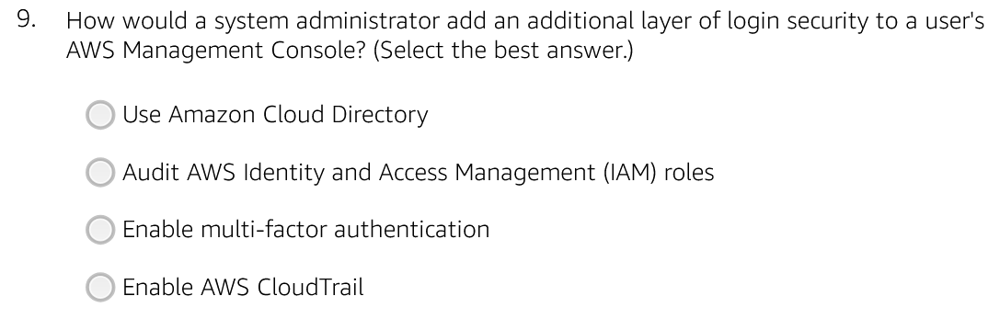 9. How would a system administrator add an additional layer of login security to a user's
AWS Management Console? (Select the best answer.)
Use Amazon Cloud Directory
Audit AWS Identity and Access Management (IAM) roles
Enable multi-factor authentication
Enable AWS CloudTrail